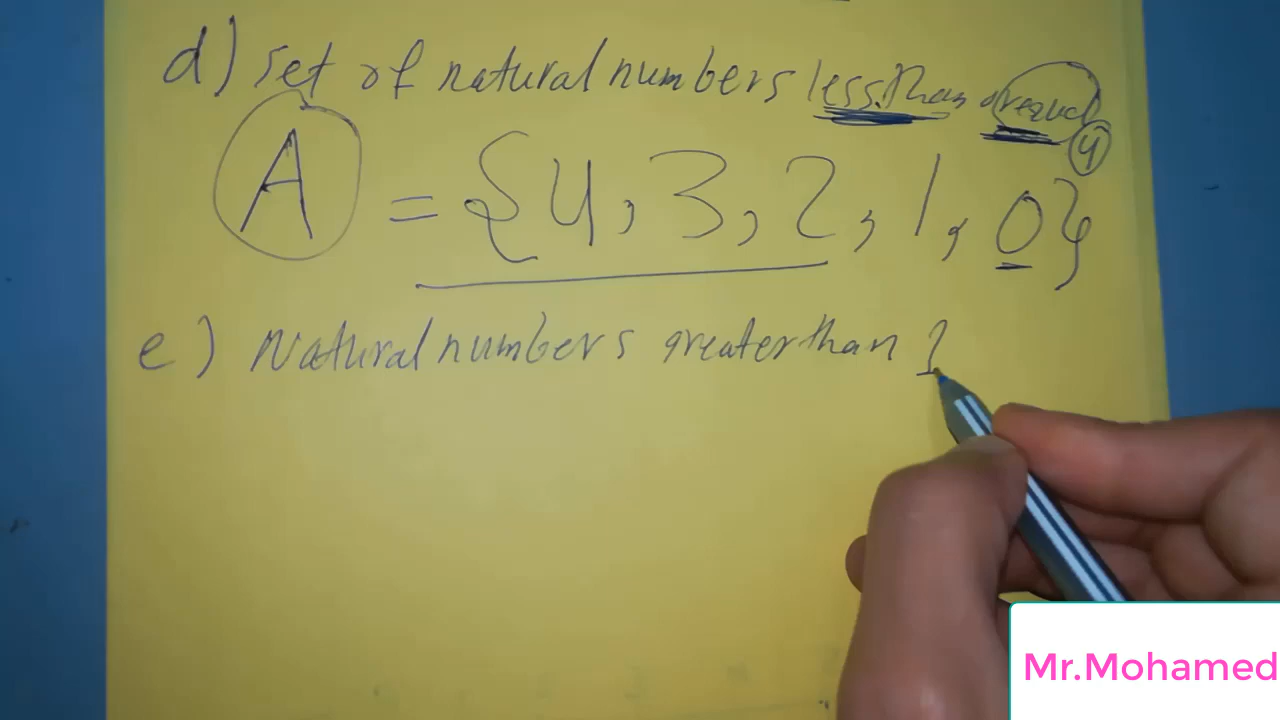 d) set of natural numbers less than or equal
4
A = {4, 3, 2, 1, 0}
e) Natural numbers greater than 1
Mr.Mohamed